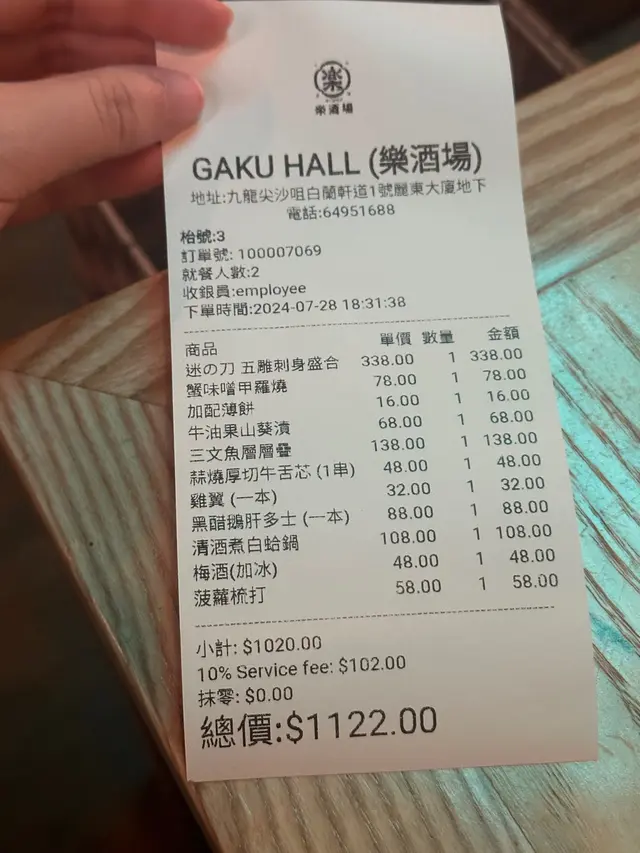 楽
樂酒場
GAKU HALL (樂酒場)
地址:九龍尖沙咀白蘭軒道1號麗東大廈地下
電話:64951688
枱號:3
訂單號: 100007069
就餐人數:2
收銀員:employee
下單時間:2024-07-28 18:31:38
商品 單價 數量 金額
迷の刀 五雕刺身盛合 338.00 1 338.00
蟹味噌甲羅燒 78.00 1 78.00
加配薄餅 16.00 1 16.00
牛油果山葵漬 68.00 1 68.00
三文魚層層疊 138.00 1 138.00
蒜燒厚切牛舌芯 (1串) 48.00 1 48.00
雞翼 (一本) 32.00 1 32.00
黑醋鵝肝多士 (一本) 88.00 1 88.00
清酒煮白蛤鍋 108.00 1 108.00
梅酒(加冰) 48.00 1 48.00
菠蘿梳打 58.00 1 58.00
小計: $1020.00
10% Service fee: $102.00
抹零: $0.00
總價:$1122.00